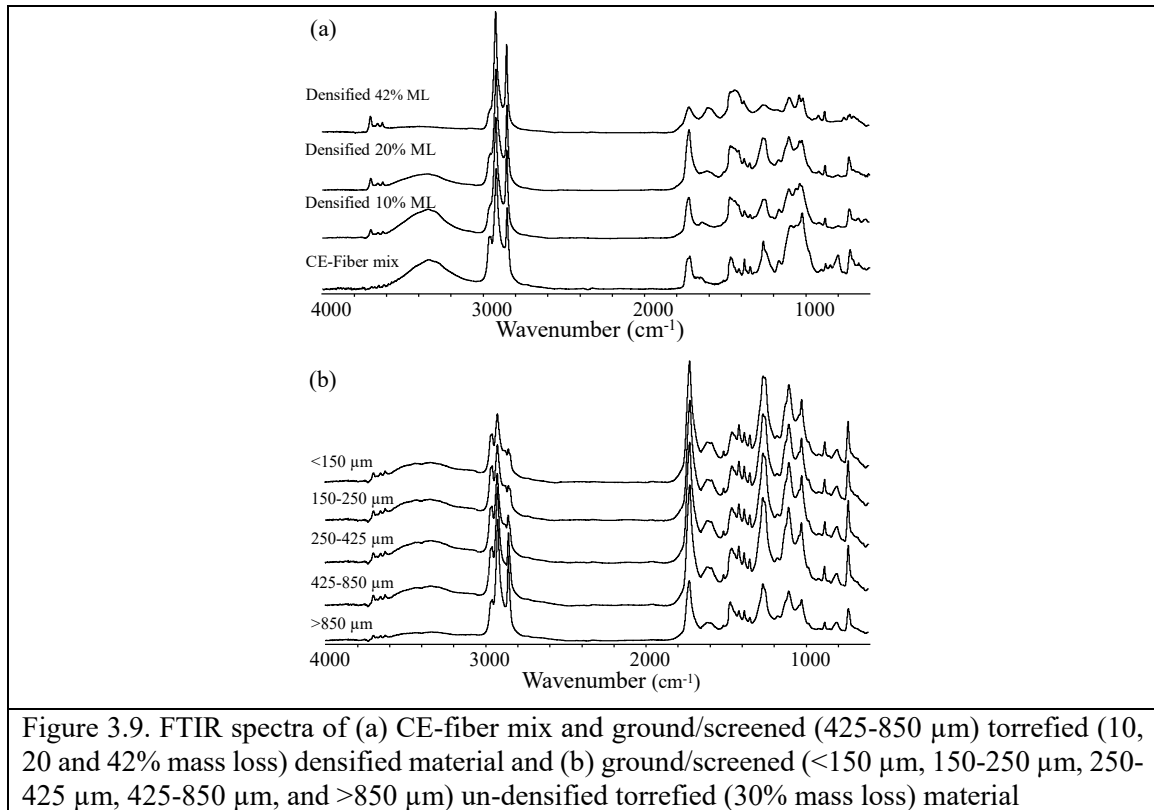 (a)
Densified 42% ML
Densified 20% ML
Densified 10% ML
CE-Fiber mix
4000 3000 2000 1000
Wavenumber (cm-1)
(b)
<150 µm
150-250 µm
250-425 µm
425-850 µm
>850 µm
4000 3000 2000 1000
Wavenumber (cm-1)
Figure 3.9. FTIR spectra of (a) CE-fiber mix and ground/screened (425-850 µm) torrefied (10,
20 and 42% mass loss) densified material and (b) ground/screened (<150 µm, 150-250 µm, 250-
425 µm, 425-850 µm, and >850 µm) un-densified torrefied (30% mass loss) material